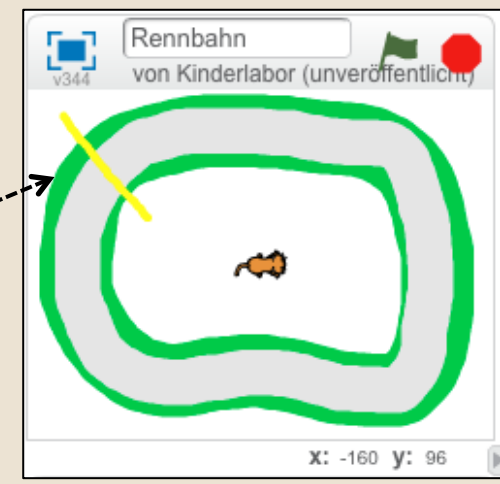 Rennbahn
v344
von Kinderlabor (unveröffentlicht)
x: -160 y: 96